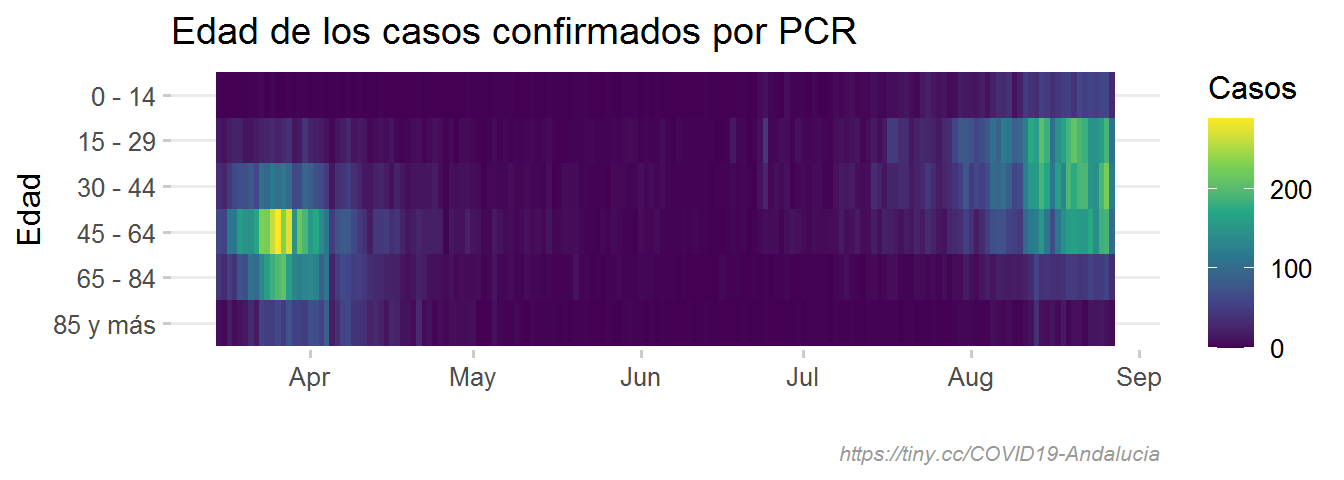 Edad de los casos confirmados por PCR
Edad
0 - 14
15 - 29
30 - 44
45 - 64
65 - 84
85 y más
Apr
May
Jun
Jul
Aug
Sep
Casos
200
100
0
https://tiny.cc/COVID19-Andalucia